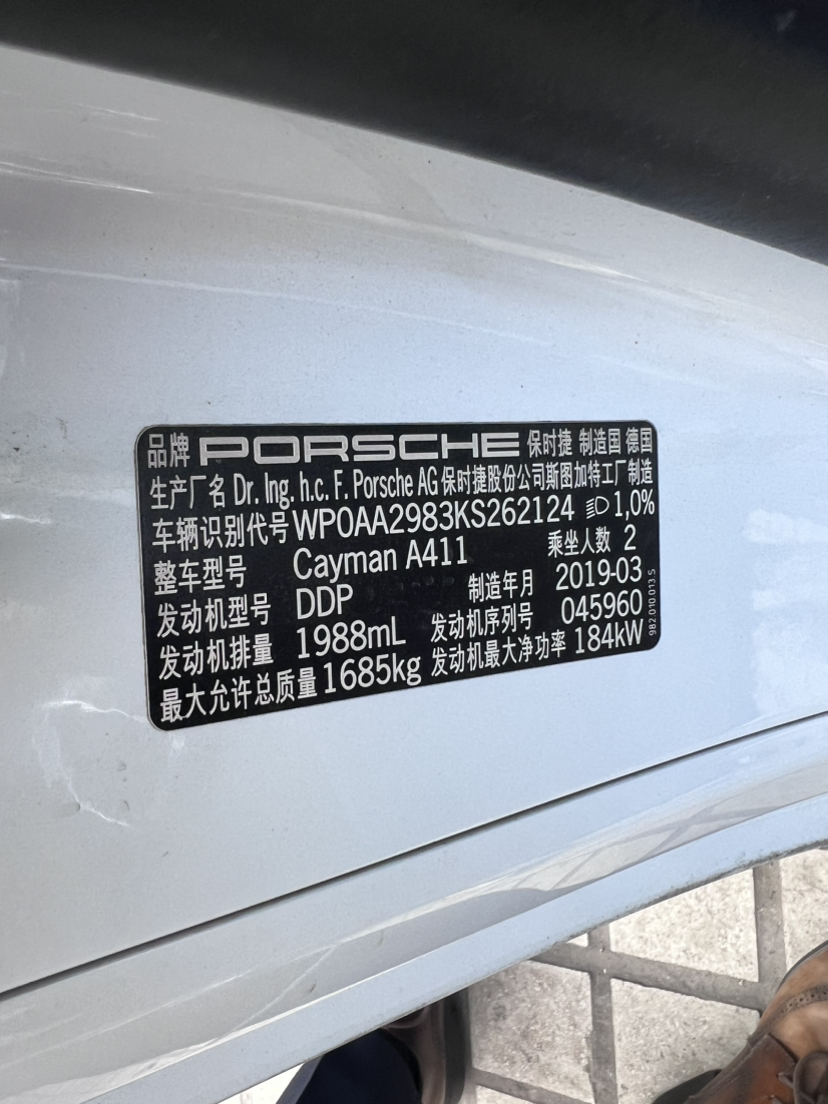 品牌 PORSCHE 保时捷 制造国 德国
生产厂名 Dr. Ing. h.c. F. Porsche AG 保时捷股份公司斯图加特工厂制造
车辆识别代号 WP0AA2983KS262124 1,0%
整车型号 Cayman A411 乘坐人数 2
发动机型号 DDP 制造年月 2019-03
发动机排量 1988mL 发动机序列号 045960
最大允许总质量 1685kg 发动机最大净功率 184kW
982 010 013 S